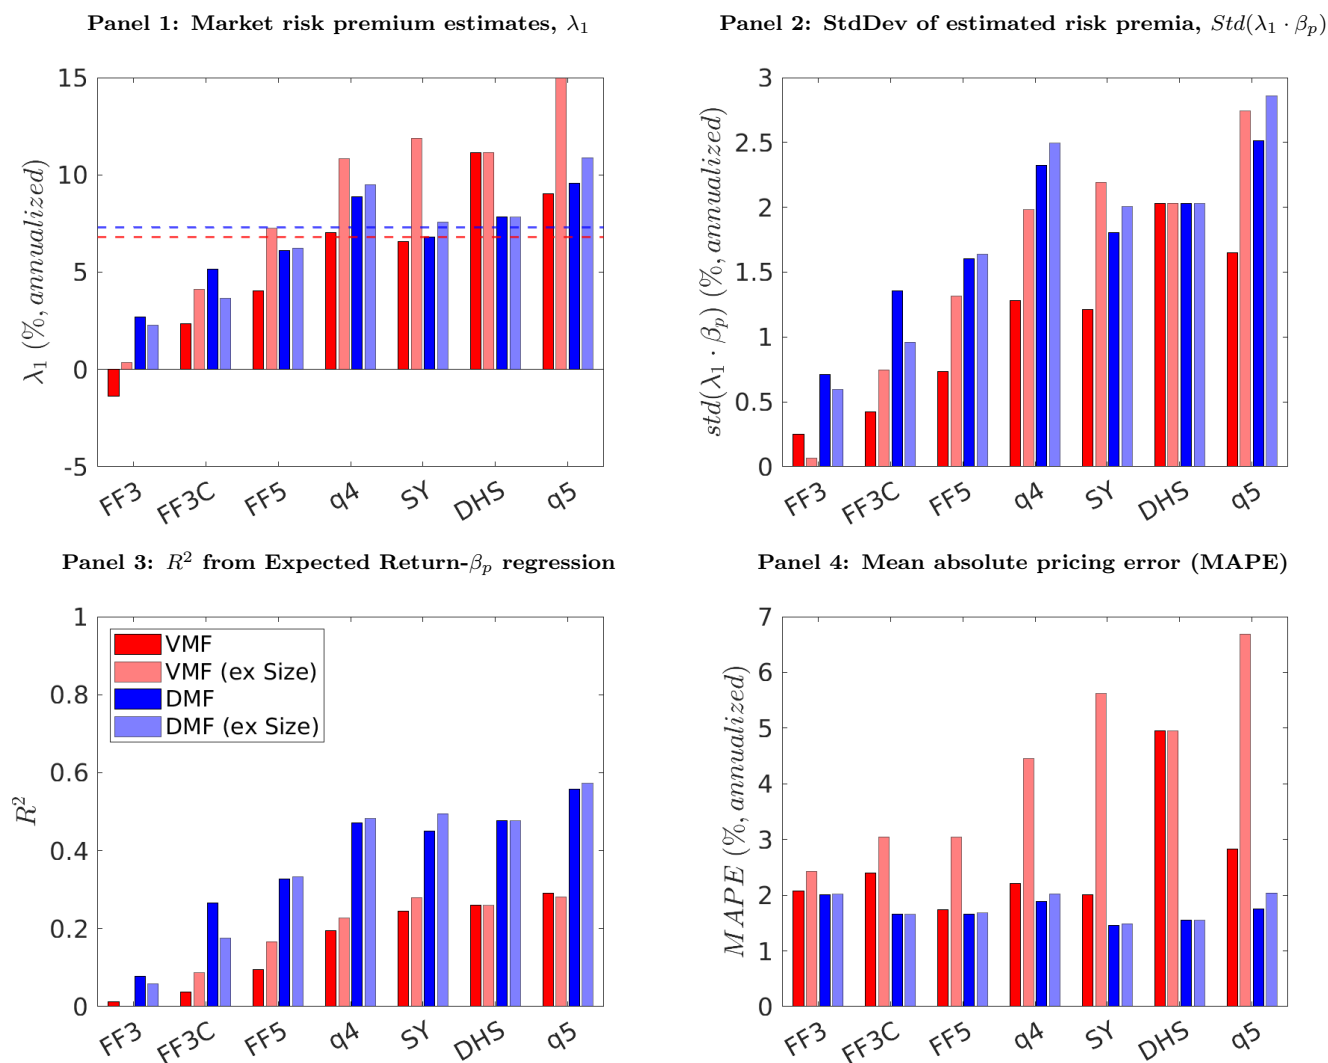 Panel 1: Market risk premium estimates, λ₁
15
10
5
0
-5
λ₁ (%, annualized)
FF3 FF3C FF5 q4 SY DHS q5
Panel 2: StdDev of estimated risk premia, Std(λ₁ · βₚ)
3
2.5
2
1.5
1
0.5
0
std(λ₁ · βₚ) (%, annualized)
FF3 FF3C FF5 q4 SY DHS q5
Panel 3: R² from Expected Return-βₚ regression
1
0.8
0.6
0.4
0.2
0
R²
VMF
VMF (ex Size)
DMF
DMF (ex Size)
FF3 FF3C FF5 q4 SY DHS q5
Panel 4: Mean absolute pricing error (MAPE)
7
6
5
4
3
2
1
0
MAPE (%, annualized)
FF3 FF3C FF5 q4 SY DHS q5